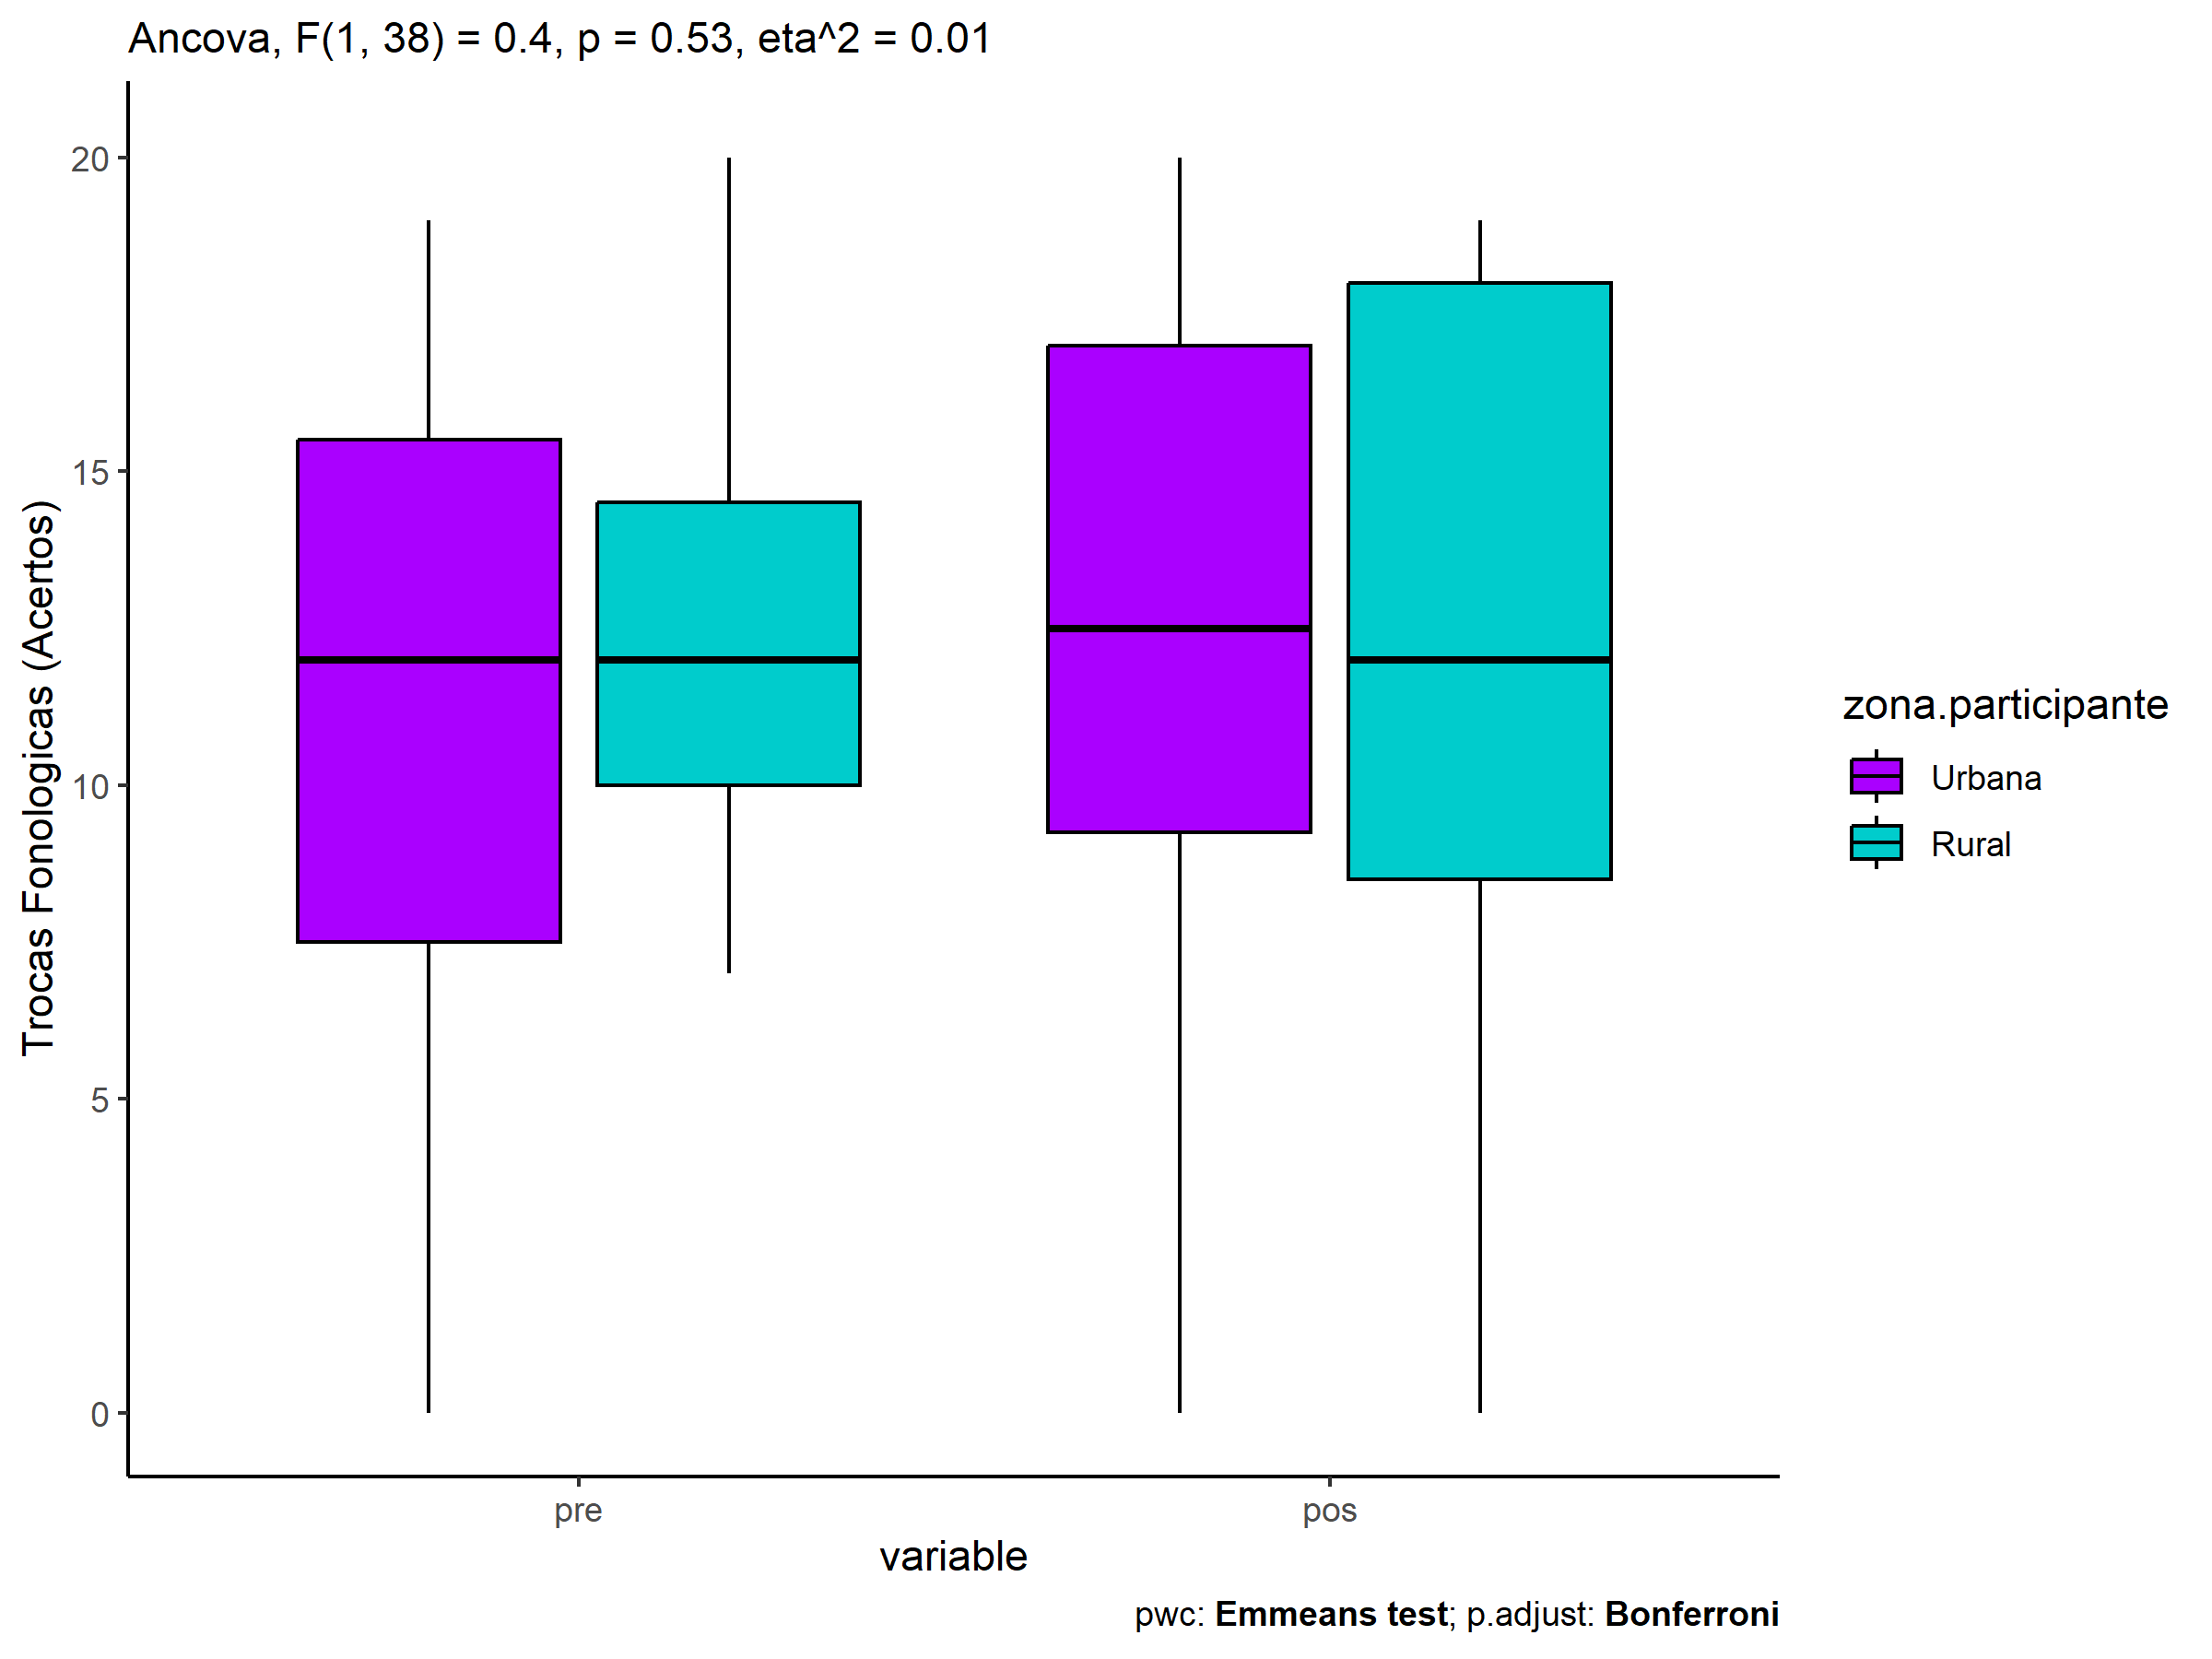 Ancova, F(1, 38) = 0.4, p = 0.53, eta^2 = 0.01
Trocas Fonologicas (Acertos)
20
15
10
5
0
pre
pos
variable
zona.participante
Urbana
Rural
pwc: Emmeans test; p.adjust: Bonferroni